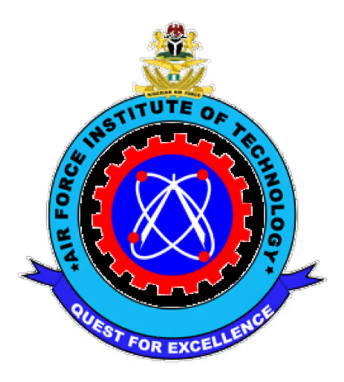 NIGERIAN AIR FORCE
AIR FORCE INSTITUTE OF TECHNOLOGY
QUEST FOR EXCELLENCE